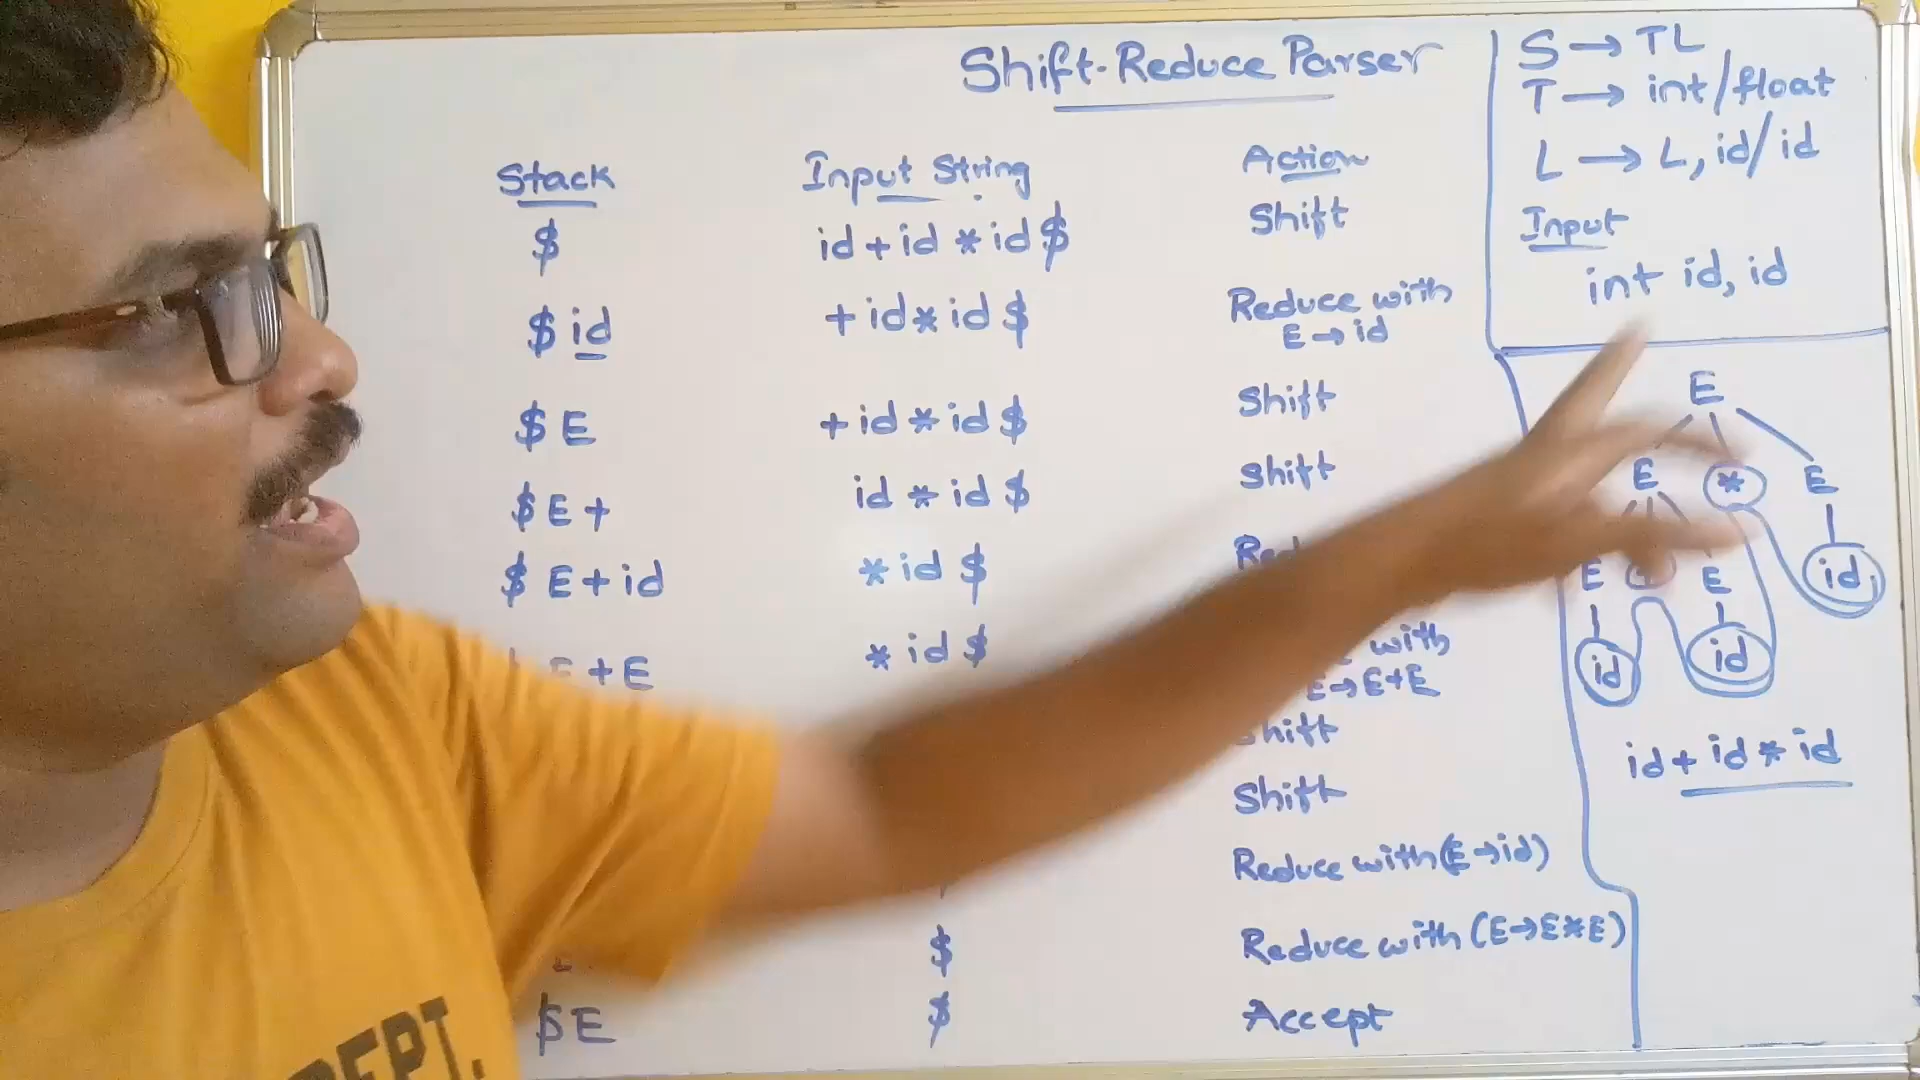 Shift-Reduce Parser
Stack Input String Action
$ id + id * id $ Shift
$ id + id * id $ Reduce with
E → id
$ E + id * id $ Shift
$ E + id * id $ Shift
$ E + id * id $
E + E * id $ with
E → E + E
Shift
Shift
Reduce with (E → id)
$ Reduce with (E → E * E)
$ E $ Accept
S → T L
T → int / float
L → L, id / id
Input
int id, id
E
E * E
E E id
id id
id + id * id
DEPT.